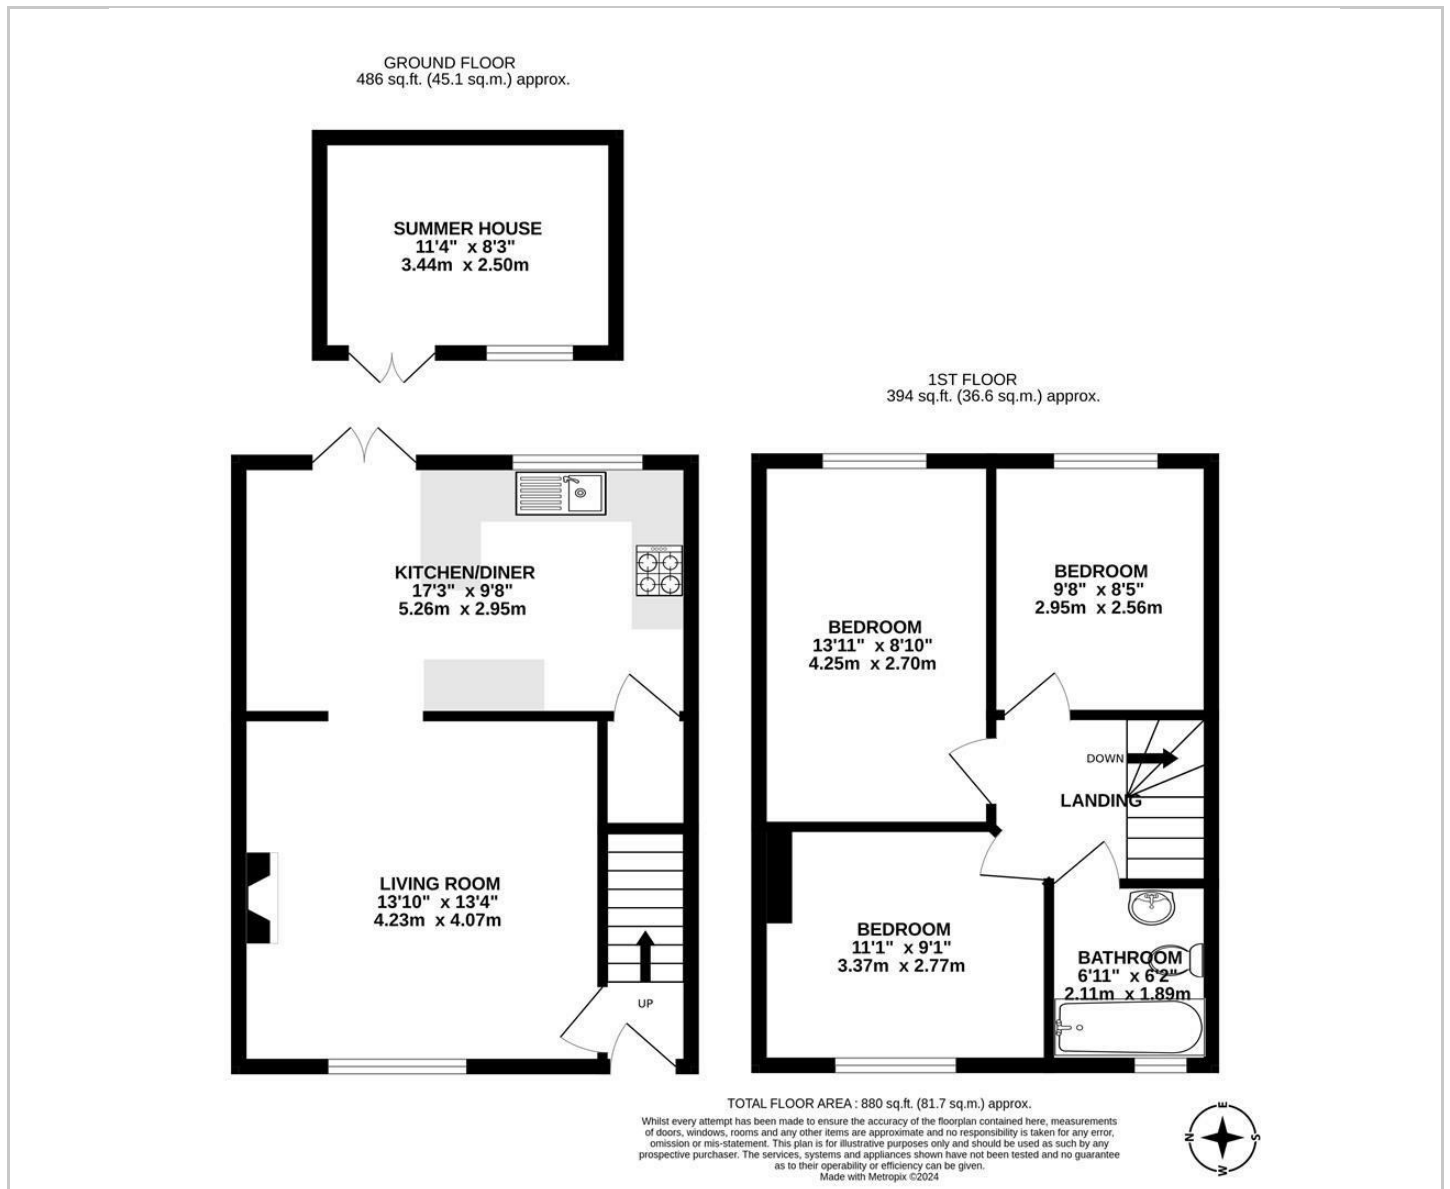 GROUND FLOOR
486 sq.ft. (45.1 sq.m.) approx.
SUMMER HOUSE
11'4" x 8'3"
3.44m x 2.50m
1ST FLOOR
394 sq.ft. (36.6 sq.m.) approx.
KITCHEN/DINER
17'3" x 9'8"
5.26m x 2.95m
BEDROOM
9'8" x 8'5"
2.95m x 2.56m
BEDROOM
13'11" x 8'10"
4.25m x 2.70m
DOWN
LANDING
LIVING ROOM
13'10" x 13'4"
4.23m x 4.07m
UP
BEDROOM
11'1" x 9'1"
3.37m x 2.77m
BATHROOM
6'11" x 6'2"
2.11m x 1.89m
TOTAL FLOOR AREA : 880 sq.ft. (81.7 sq.m.) approx.
Whilst every attempt has been made to ensure the accuracy of the floorplan contained here, measurements
of doors, windows, rooms and any other items are approximate and no responsibility is taken for any error,
omission or mis-statement. This plan is for illustrative purposes only and should be used as such by any
prospective purchaser. The services, systems and appliances shown have not been tested and no guarantee
as to their operability or efficiency can be given.
Made with Metropix ©2024
E
N
S
W